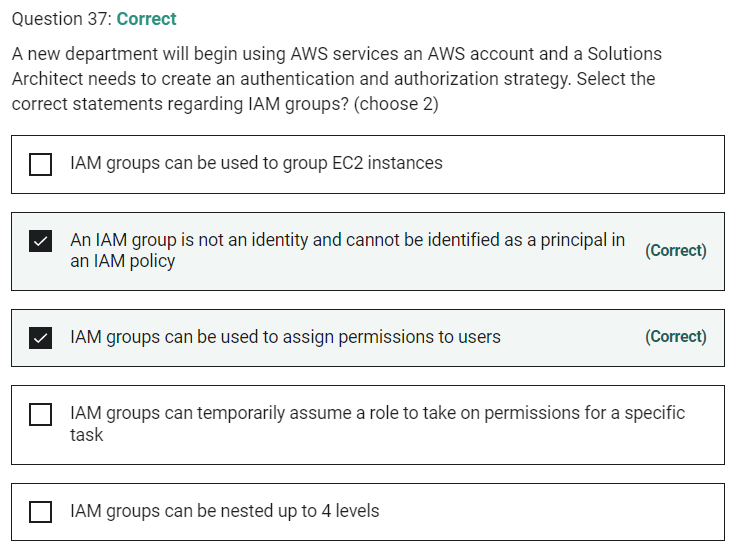 Question 37: Correct
A new department will begin using AWS services an AWS account and a Solutions
Architect needs to create an authentication and authorization strategy. Select the
correct statements regarding IAM groups? (choose 2)
IAM groups can be used to group EC2 instances
An IAM group is not an identity and cannot be identified as a principal in
an IAM policy
(Correct)
IAM groups can be used to assign permissions to users
(Correct)
IAM groups can temporarily assume a role to take on permissions for a specific
task
IAM groups can be nested up to 4 levels